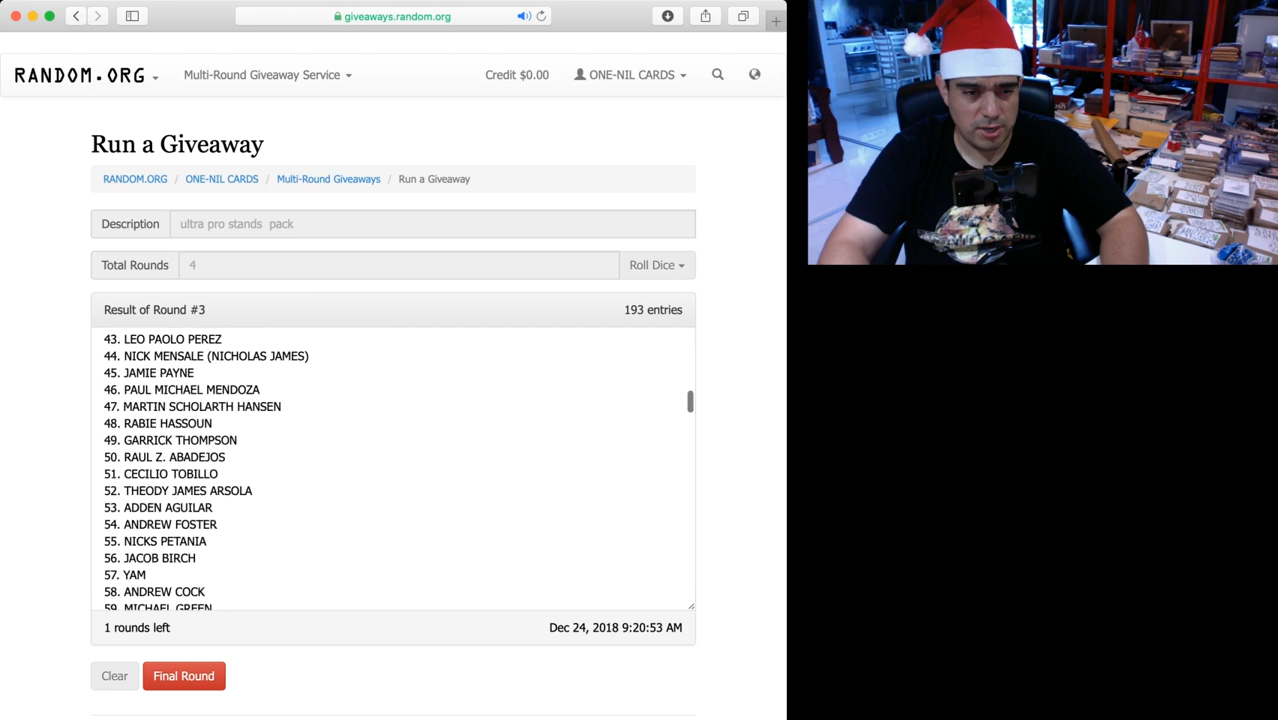 giveaways.random.org
RANDOM.ORG
Multi-Round Giveaway Service
Credit $0.00
ONE-NIL CARDS
Run a Giveaway
RANDOM.ORG / ONE-NIL CARDS / Multi-Round Giveaways / Run a Giveaway
Description ultra pro stands pack
Total Rounds 4 Roll Dice
Result of Round #3 193 entries
43. LEO PAOLO PEREZ
44. NICK MENSALE (NICHOLAS JAMES)
45. JAMIE PAYNE
46. PAUL MICHAEL MENDOZA
47. MARTIN SCHOLARTH HANSEN
48. RABIE HASSOUN
49. GARRICK THOMPSON
50. RAUL Z. ABADEJOS
51. CECILIO TOBILLO
52. THEODY JAMES ARSOLA
53. ADDEN AGUILAR
54. ANDREW FOSTER
55. NICKS PETANIA
56. JACOB BIRCH
57. YAM
58. ANDREW COCK
59. MICHAEL GREEN
1 rounds left Dec 24, 2018 9:20:53 AM
Clear Final Round